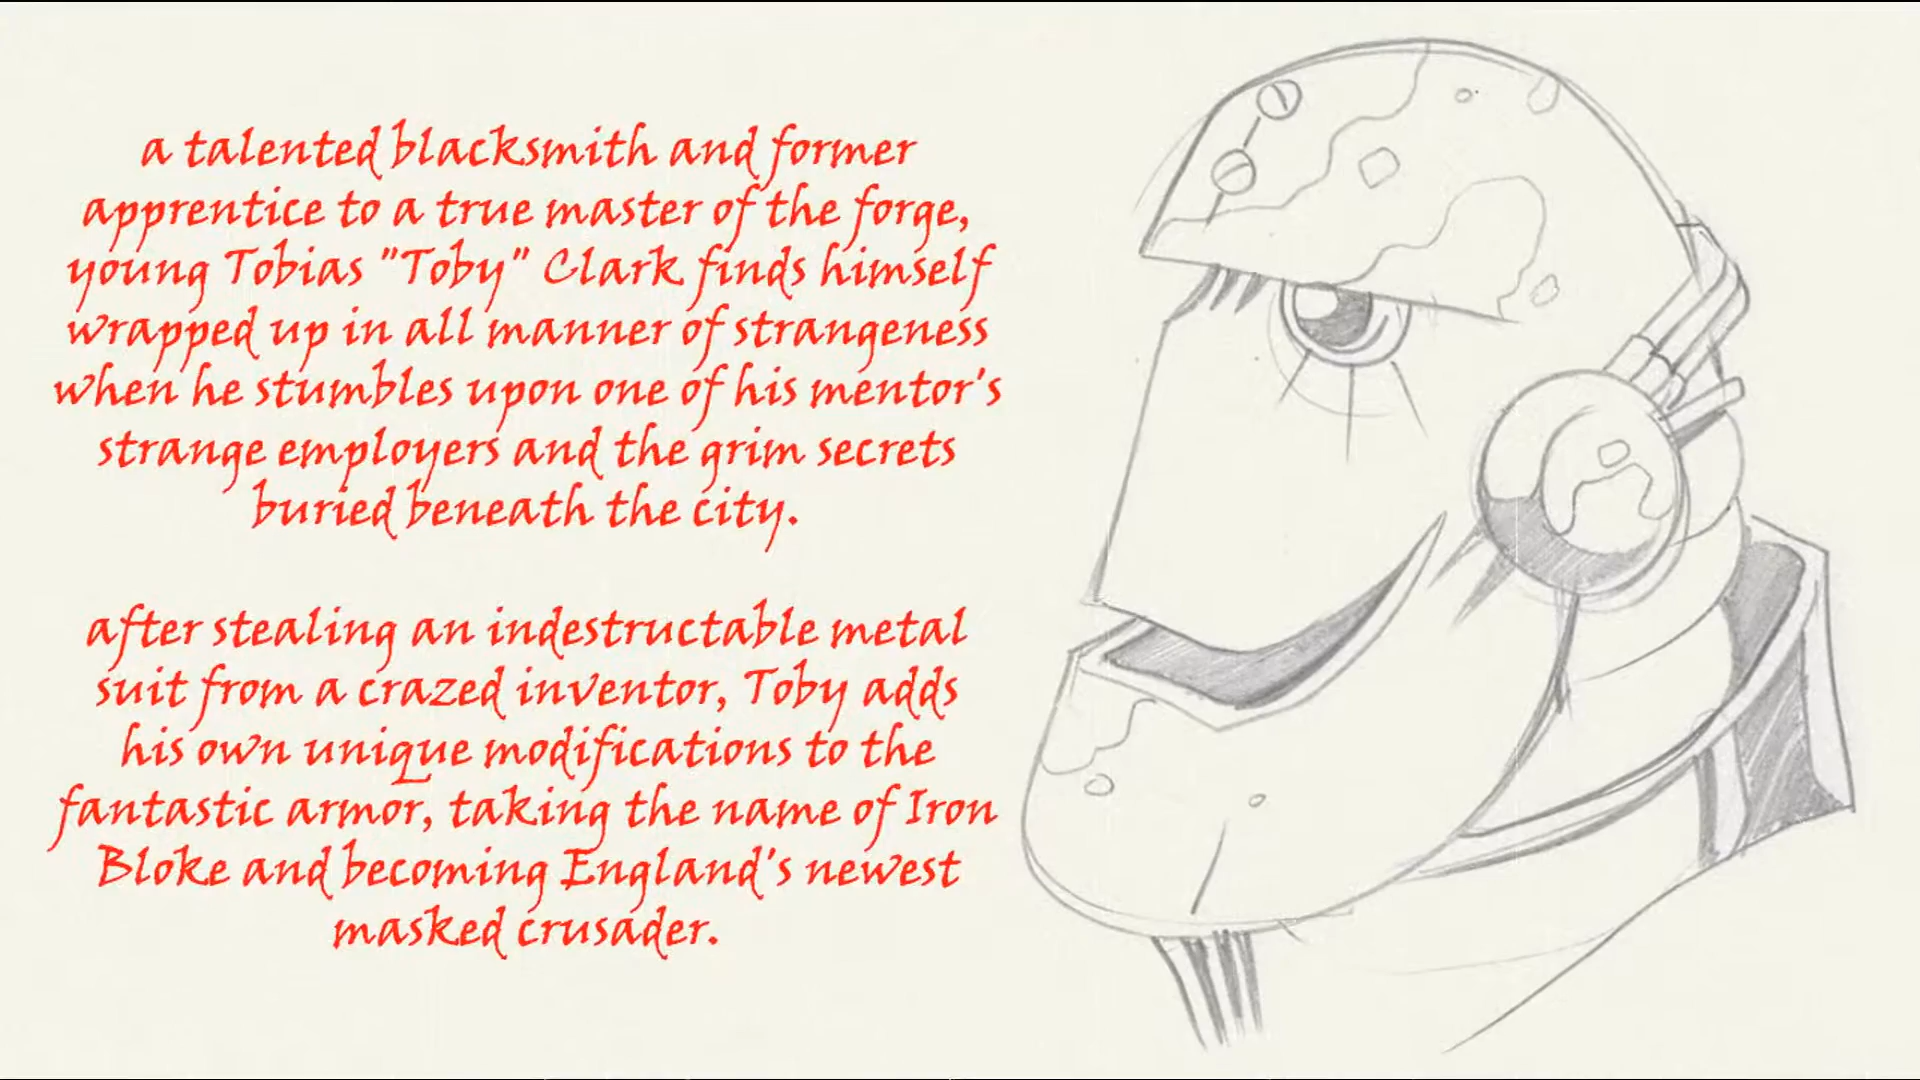 a talented blacksmith and former
apprentice to a true master of the forge,
young Tobias "Toby" Clark finds himself
wrapped up in all manner of strangeness
when he stumbles upon one of his mentor's
strange employers and the grim secrets
buried beneath the city.
after stealing an indestructable metal
suit from a crazed inventor, Toby adds
his own unique modifications to the
fantastic armor, taking the name of Iron
Bloke and becoming England's newest
masked crusader.